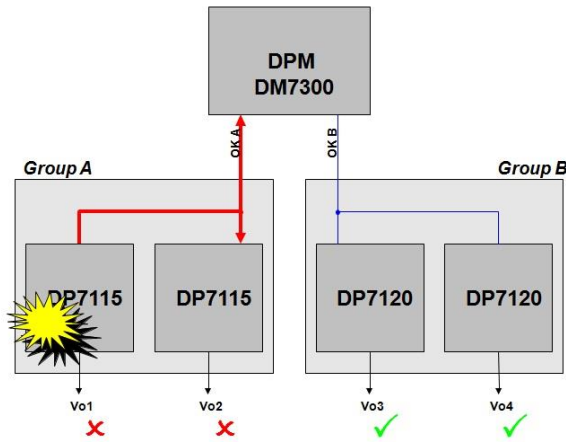 DPM
DM7300
OK A
OK B
Group A
Group B
DP7115
DP7115
DP7120
DP7120
Vo1
Vo2
Vo3
Vo4